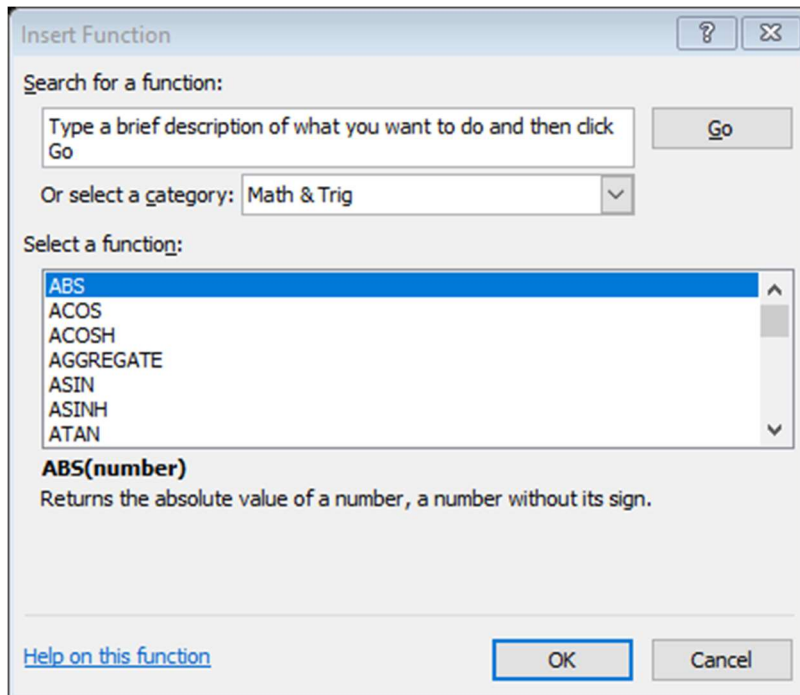 Insert Function
Search for a function:
Type a brief description of what you want to do and then click
Go
Go
Or select a category: Math & Trig
Select a function:
ABS
ACOS
ACOSH
AGGREGATE
ASIN
ASINH
ATAN
ABS(number)
Returns the absolute value of a number, a number without its sign.
Help on this function
OK
Cancel